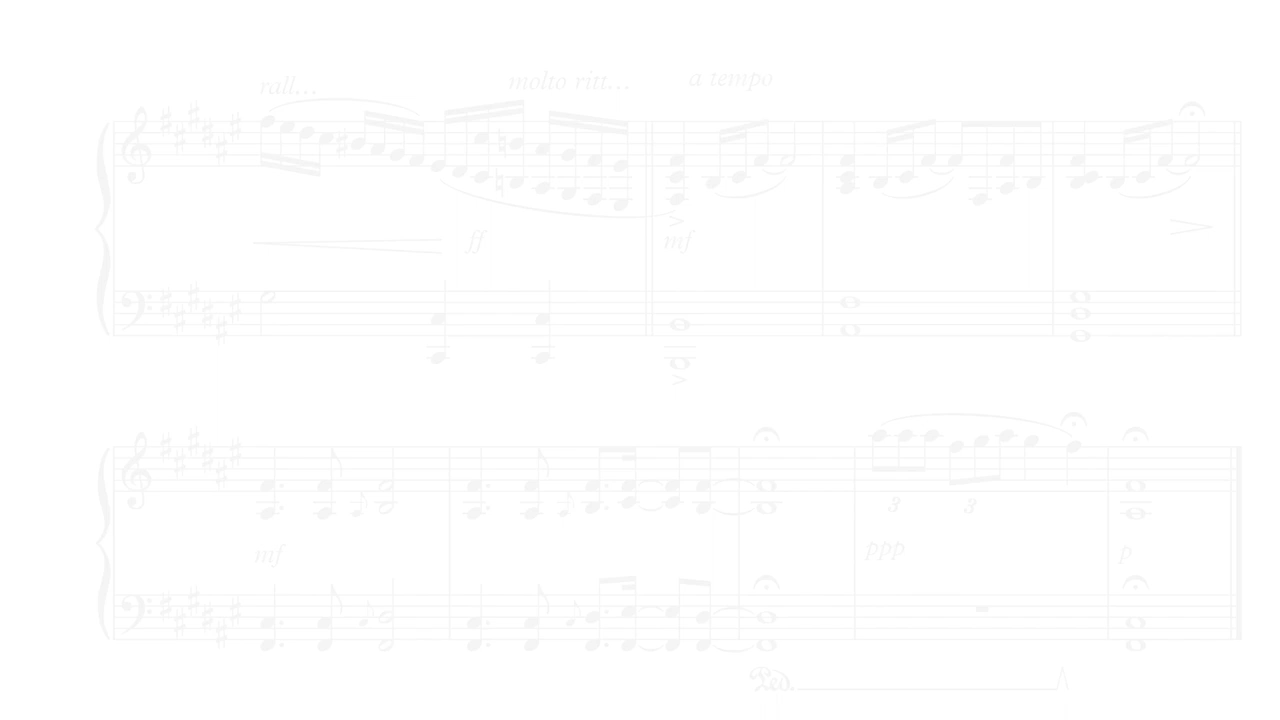 rall... molto ritt... a tempo
ff mf
mf 3 3
ppp p
Ped.